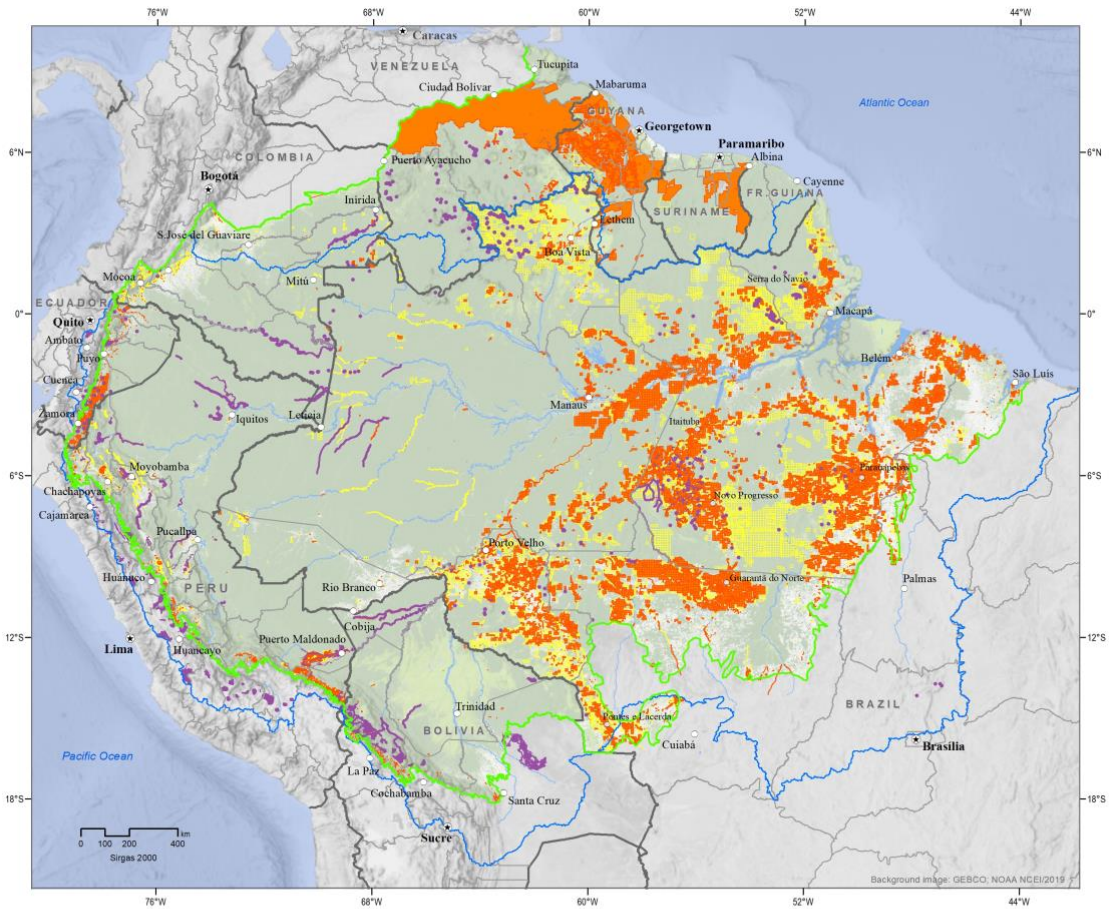 76°W 68°W 60°W 52°W 44°W
Caracas
VENEZUELA
Tucupita
Ciudad Bolivar
Mabaruma
Atlantic Ocean
GUYANA
Georgetown
6°N
6°N
COLOMBIA
Puerto Ayacucho
Paramaribo
Albina
Bogotá
Cayenne
FR.GUIANA
Inírida
SURINAME
Lethem
S.José del Guaviare
Boa Vista
Mocoa
Mitú
Serra do Navio
ECUADOR
0°
0°
Quito
Macapá
Ambato
Puyo
Belém
Cuenca
São Luís
Manaus
Zamora
Iquitos
Leticia
Itaituba
6°S
6°S
Moyobamba
Parauapebas
Chachapoyas
Novo Progresso
Cajamarca
Pucallpa
Porto Velho
Huánuco
PERU
Rio Branco
Guarantã do Norte
Palmas
Cobija
12°S
12°S
Lima
Puerto Maldonado
Huancayo
Trinidad
BRAZIL
Pontes e Lacerda
BOLIVIA
Cuiabá
Brasília
Pacific Ocean
La Paz
Cochabamba
Santa Cruz
18°S
18°S
Sucre
km
0 100 200 400
Sirgas 2000
Background image: GEBCO; NOAA NCEI/2019
76°W 68°W 60°W 52°W 44°W